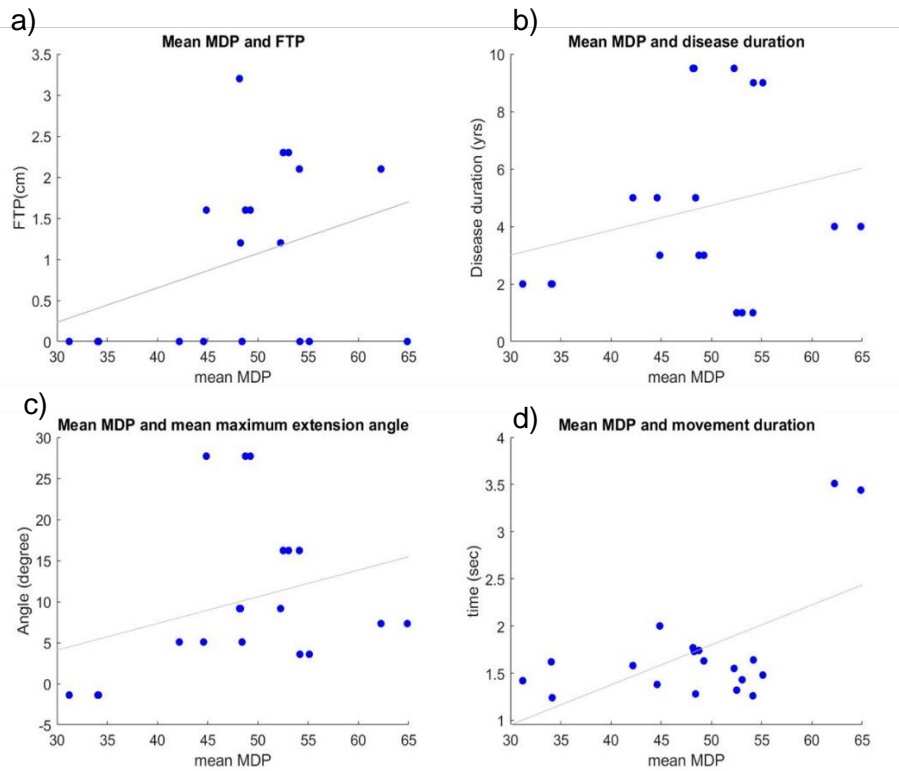 a)
Mean MDP and FTP
3.5
3
2.5
2
1.5
1
0.5
0
FTP(cm)
30 35 40 45 50 55 60 65
mean MDP
b)
Mean MDP and disease duration
10
8
6
4
2
0
Disease duration (yrs)
30 35 40 45 50 55 60 65
mean MDP
c)
Mean MDP and mean maximum extension angle
30
25
20
15
10
5
0
-5
Angle (degree)
30 35 40 45 50 55 60 65
mean MDP
d)
Mean MDP and movement duration
4
3.5
3
2.5
2
1.5
1
time (sec)
30 35 40 45 50 55 60 65
mean MDP